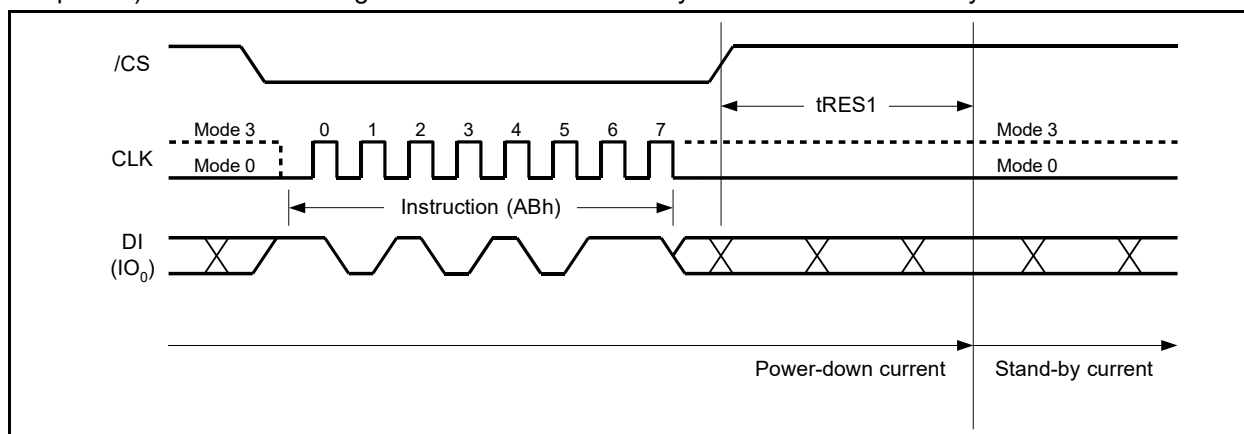 /CS
tRES1
Mode 3 0 1 2 3 4 5 6 7 Mode 3
CLK
Mode 0 Mode 0
Instruction (ABh)
DI
(IO0)
Power-down current Stand-by current